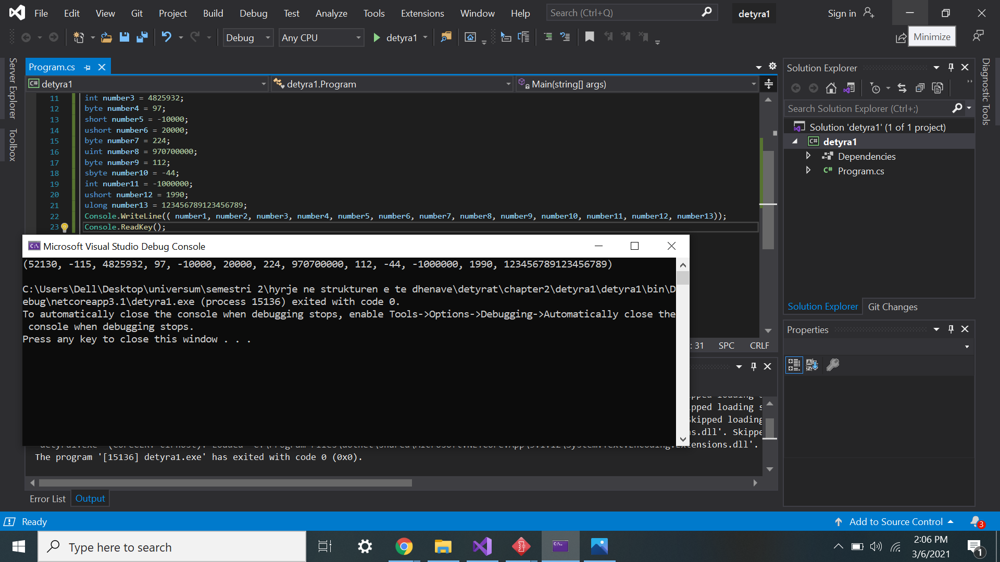 File Edit View Git Project Build Debug Test Analyze Tools Extensions Window Help Search (Ctrl+Q) detyra1 Sign in
Debug Any CPU detyra1 Minimize
Server Explorer
Toolbox
Program.cs
detyra1 detyra1.Program Main(string[] args)
11 int number3 = 4825932;
12 byte number4 = 97;
13 short number5 = -10000;
14 ushort number6 = 20000;
15 byte number7 = 224;
16 uint number8 = 970700000;
17 byte number9 = 112;
18 sbyte number10 = -44;
19 int number11 = -1000000;
20 ushort number12 = 1990;
21 ulong number13 = 123456789123456789;
22 Console.WriteLine(( number1, number2, number3, number4, number5, number6, number7, number8, number9, number10, number11, number12, number13));
23 Console.ReadKey();
Microsoft Visual Studio Debug Console
(52130, -115, 4825932, 97, -10000, 20000, 224, 970700000, 112, -44, -1000000, 1990, 123456789123456789)
C:\Users\Dell\Desktop\universum\semestri 2\hyrje ne strukturen e te dhenave\detyrat\chapter2\detyra1\detyra1\bin\D
ebug\netcoreapp3.1\detyra1.exe (process 15136) exited with code 0.
To automatically close the console when debugging stops, enable Tools->Options->Debugging->Automatically close the
console when debugging stops.
Press any key to close this window . . .
: 31 SPC CRLF
pped loading s
Skipped loading
ns.dll'. Skippe
Extensions.dll'.
The program '[15136] detyra1.exe' has exited with code 0 (0x0).
Error List Output
Solution Explorer
Search Solution Explorer (Ctrl+;)
Solution 'detyra1' (1 of 1 project)
detyra1
Dependencies
Program.cs
Solution Explorer Git Changes
Properties
Diagnostic Tools
Ready Add to Source Control 3
Type here to search
2:06 PM
3/6/2021
1